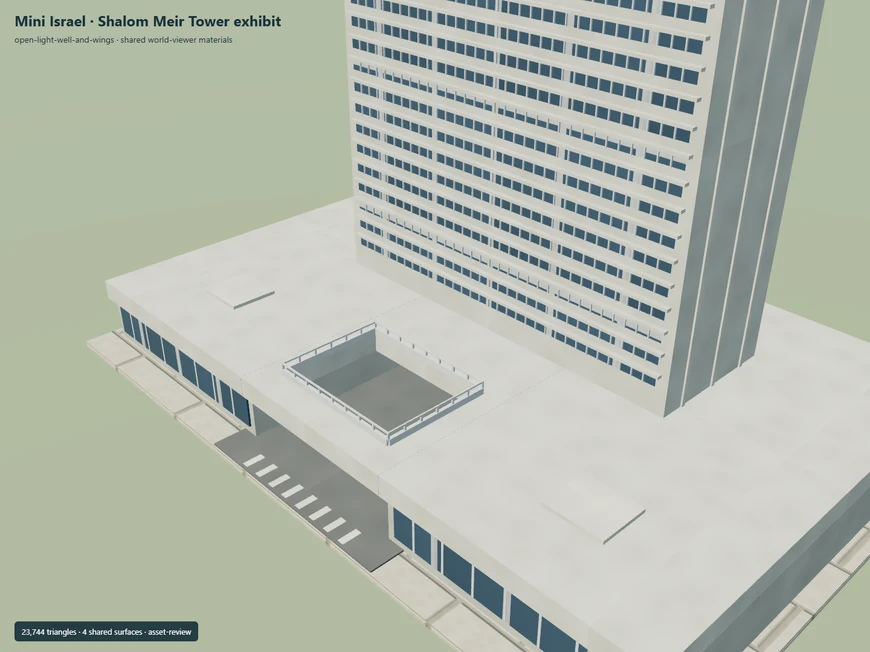 Mini Israel · Shalom Meir Tower exhibit
open-light-well-and-wings · shared world-viewer materials
23,744 triangles · 4 shared surfaces · asset-review